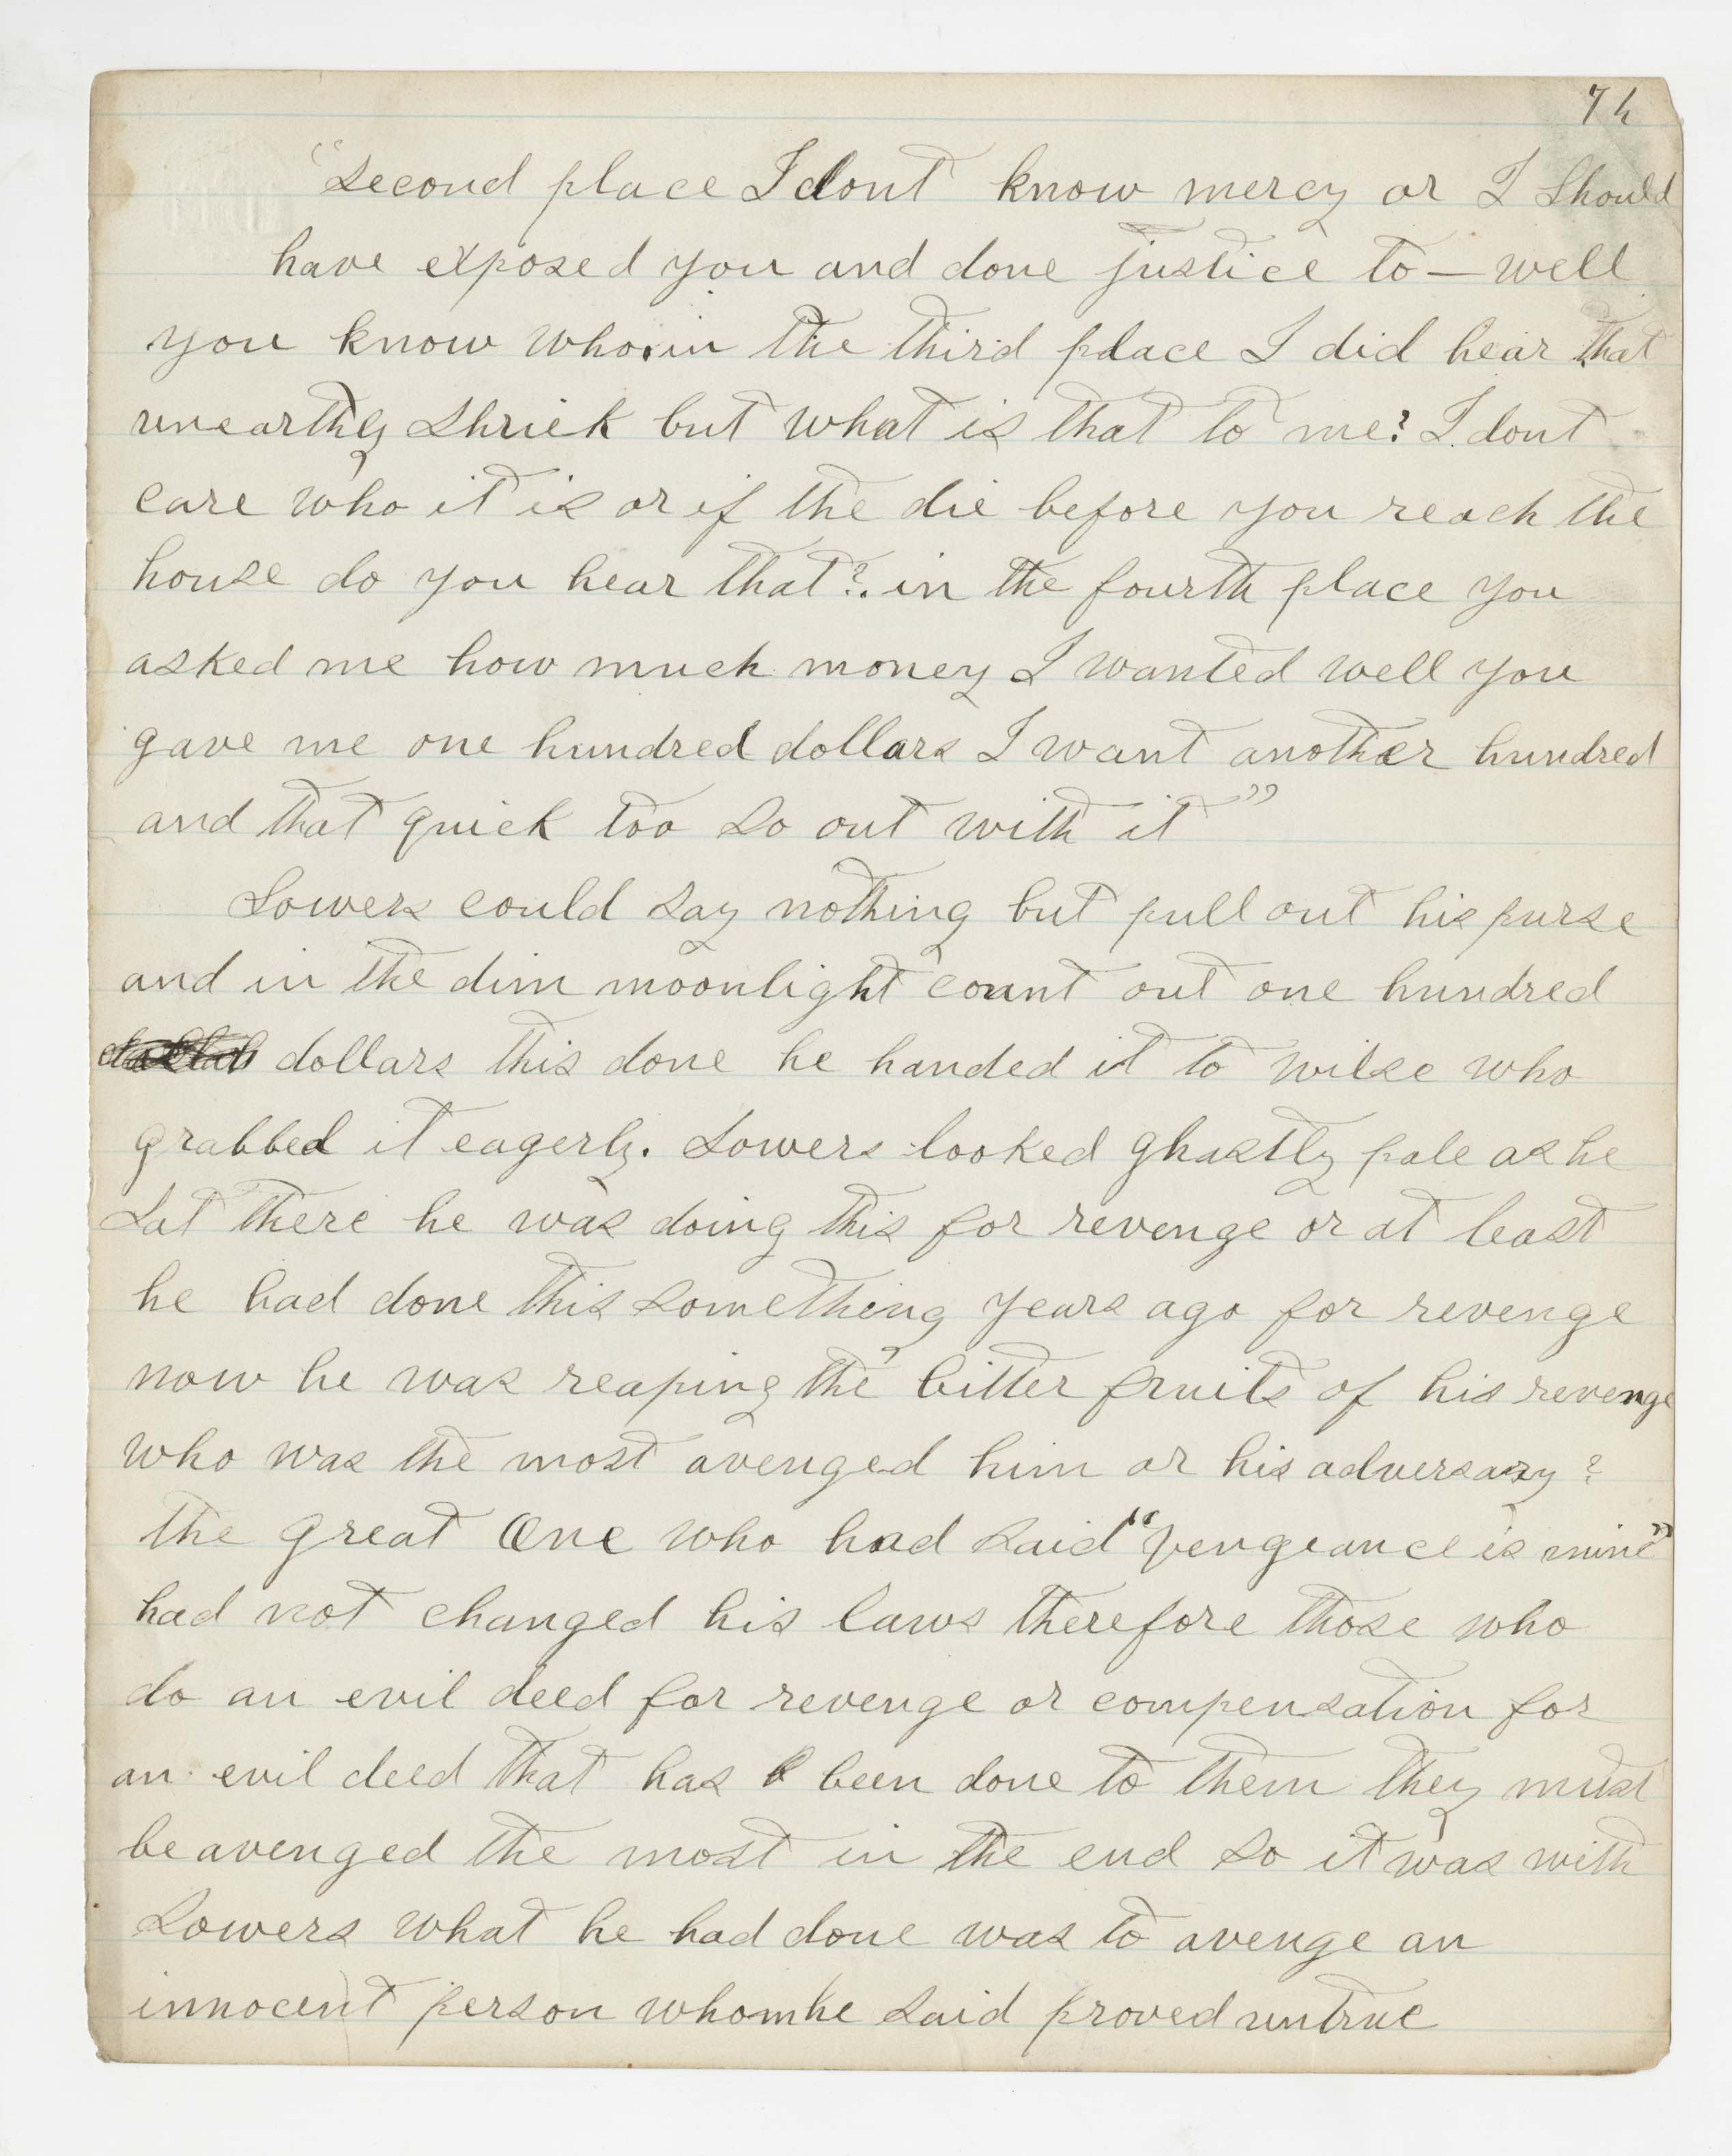 74
"second place I dont know mercy or I should
have exposed you and done justice to — well
you know who. in the third place I did hear that
unearthly shriek but what is that to me? I dont
care who it is or if the die before you reach the
house do you hear that?. in the fourth place you
asked me how much money I wanted well you
gave me one hundred dollars I want another hundred
and that quick too so out with it"
Lowers could say nothing but pull out his purse
and in the dim moonlight count out one hundred
dollars this done he handed it to wilse who
grabbed it eagerly. Lowers looked ghastly pale as he
sat there he was doing this for revenge or at least
he had done this something years ago for revenge
now he was reaping the bitter fruits of his revenge
who was the most avenged him or his adversary?
the great One who had said "vengeance is mine"
had not changed his laws therefore those who
do an evil deed for revenge or compensation for
an evil deed that has been done to them they must
be avenged the most in the end so it was with
Lowers what he had done was to avenge an
innocent person whom he said proved untrue